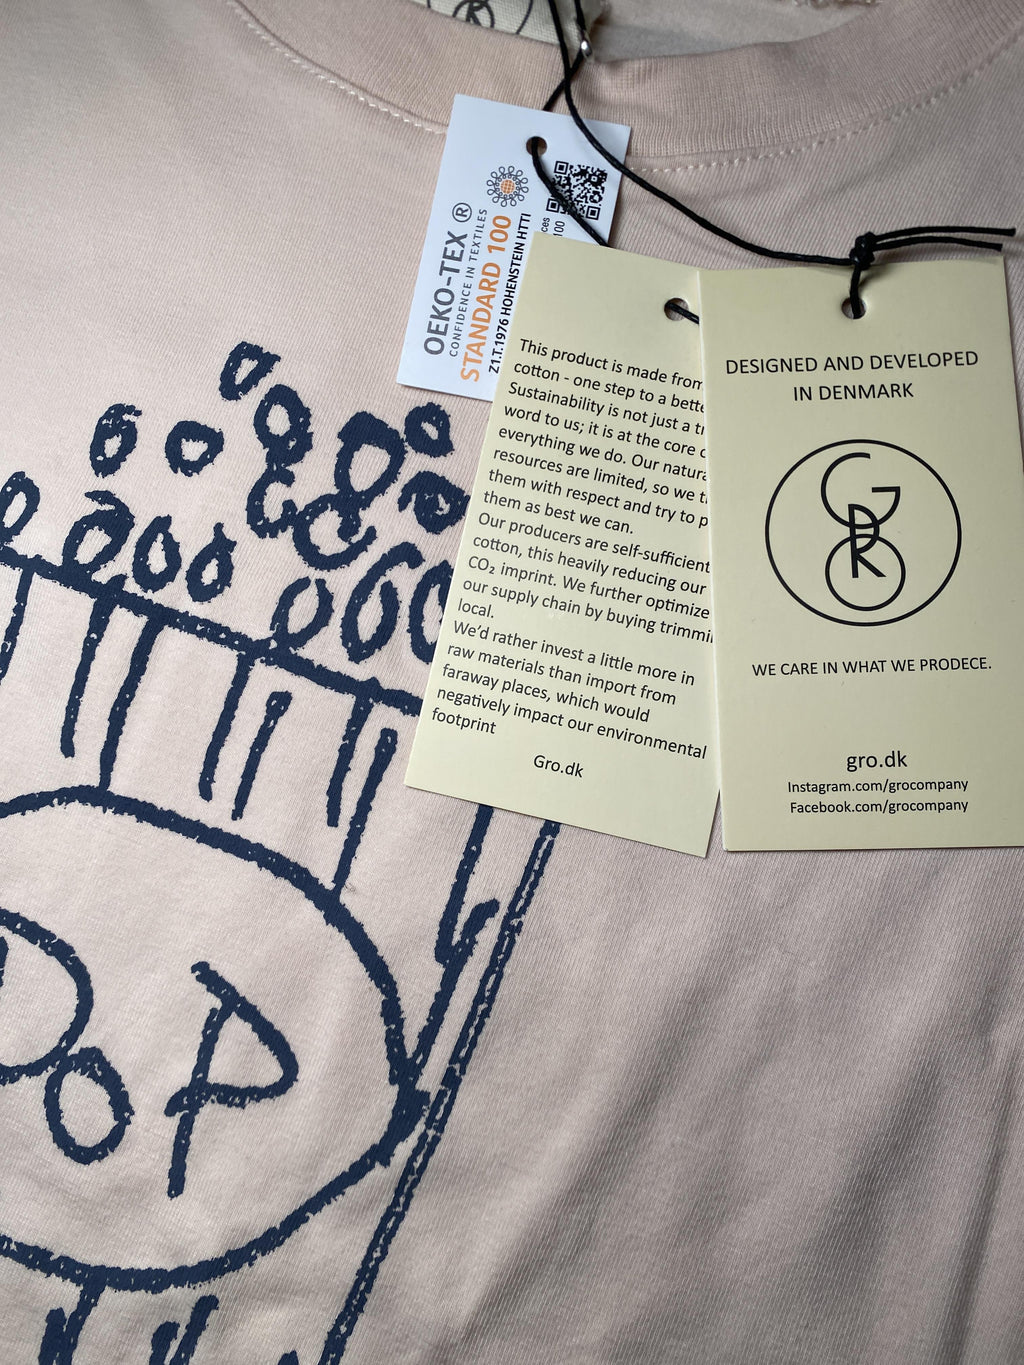 OEKO-TEX ®
CONFIDENCE IN TEXTILES
STANDARD 100
Z1.T.1976 HOHENSTEIN HTTI
100
This product is made from
cotton - one step to a
Sustainability is not just a
word to us; it is at the core
everything we do. Our
resources are limited, so we
them with respect and try to
them as best we can.
Our producers are self-sufficient
cotton, this heavily reducing our
CO₂ imprint. We further optimize
our supply chain by buying
local.
We'd rather invest a little more in
raw materials than import from
faraway places, which would
negatively impact our environmental
footprint
Gro.dk
DESIGNED AND DEVELOPED
IN DENMARK
GRO
WE CARE IN WHAT WE PRODECE.
gro.dk
Instagram.com/grocompany
Facebook.com/grocompany
POP